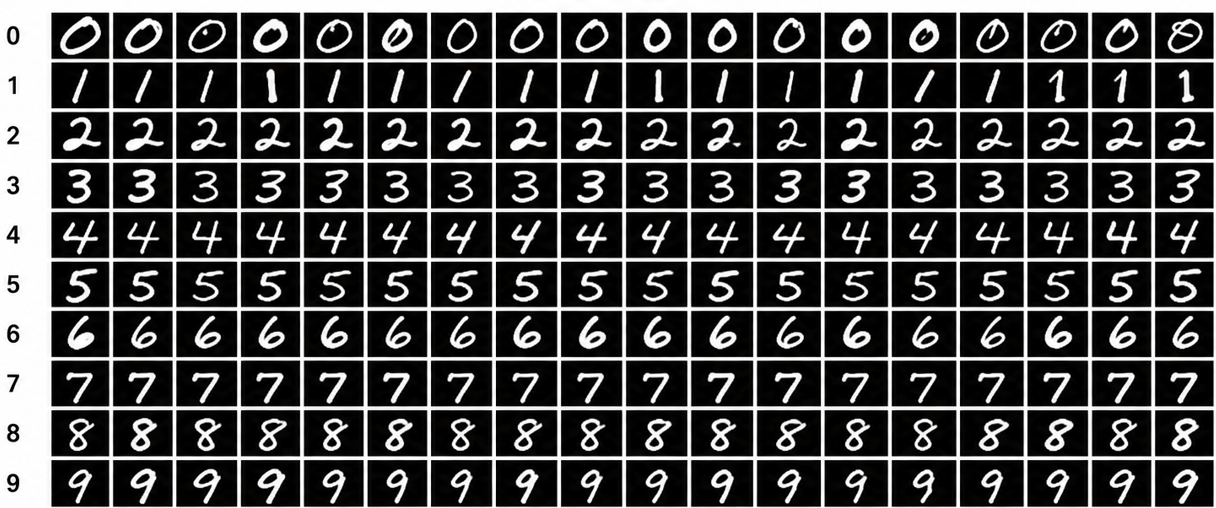 0 0 0 0 0 0 0 0 0 0 0 0 0 0 0 0 0 0 0
1 1 1 1 1 1 1 1 1 1 1 1 1 1 1 1 1 1 1
2 2 2 2 2 2 2 2 2 2 2 2 2 2 2 2 2 2 2
3 3 3 3 3 3 3 3 3 3 3 3 3 3 3 3 3 3 3
4 4 4 4 4 4 4 4 4 4 4 4 4 4 4 4 4 4 4
5 5 5 5 5 5 5 5 5 5 5 5 5 5 5 5 5 5 5
6 6 6 6 6 6 6 6 6 6 6 6 6 6 6 6 6 6 6
7 7 7 7 7 7 7 7 7 7 7 7 7 7 7 7 7 7 7
8 8 8 8 8 8 8 8 8 8 8 8 8 8 8 8 8 8 8
9 9 9 9 9 9 9 9 9 9 9 9 9 9 9 9 9 9 9